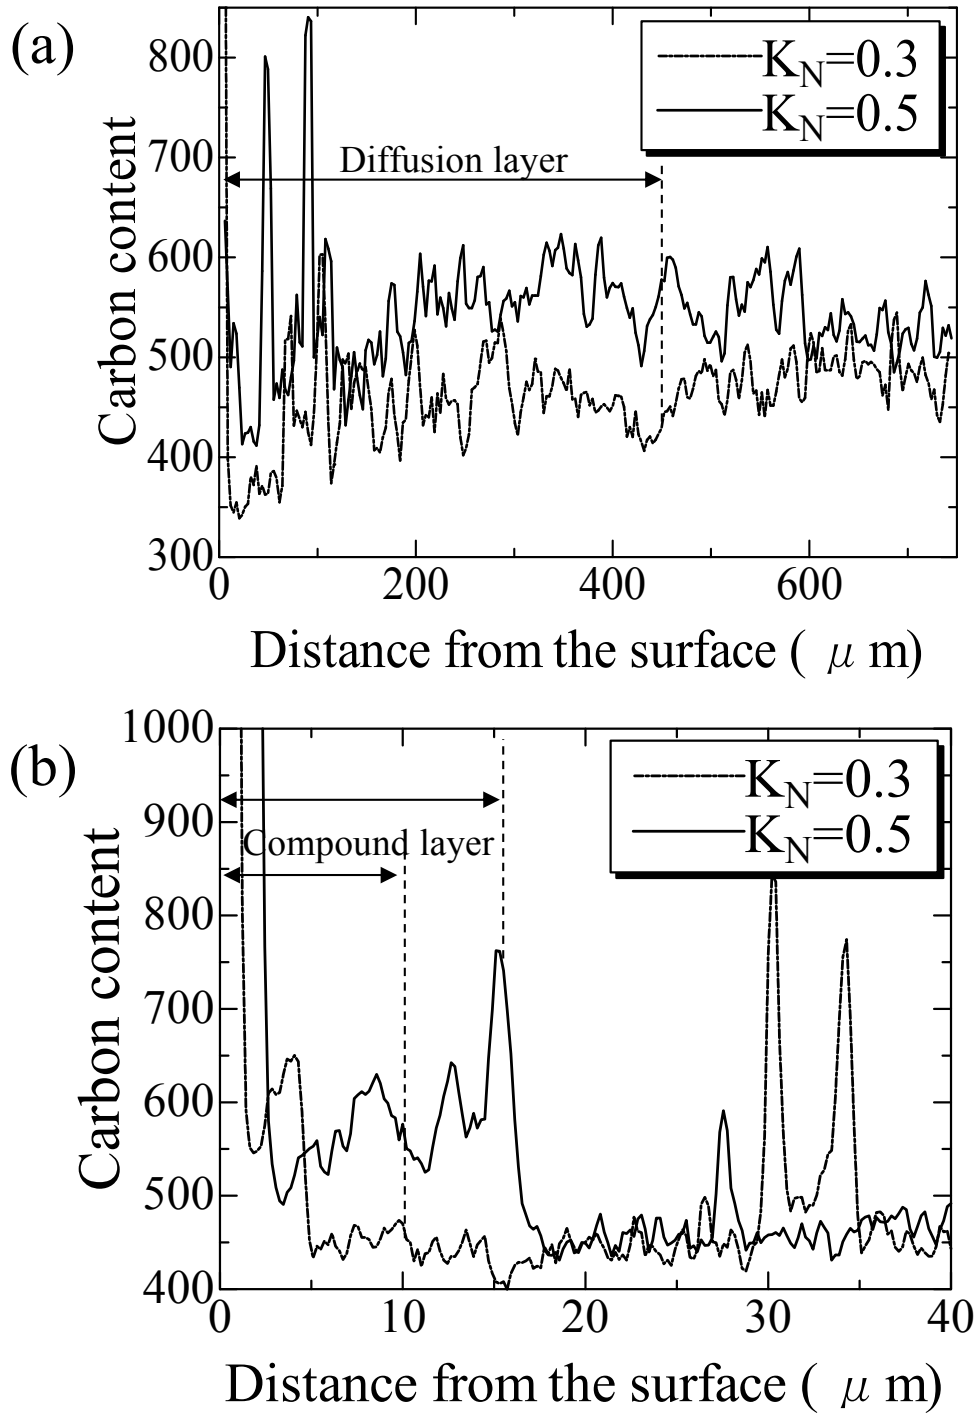 (a)
K_N=0.3
K_N=0.5
Diffusion layer
Carbon content
800
700
600
500
400
300
0 200 400 600
Distance from the surface ( μ m)
(b)
K_N=0.3
K_N=0.5
Compound layer
Carbon content
1000
900
800
700
600
500
400
0 10 20 30 40
Distance from the surface ( μ m)